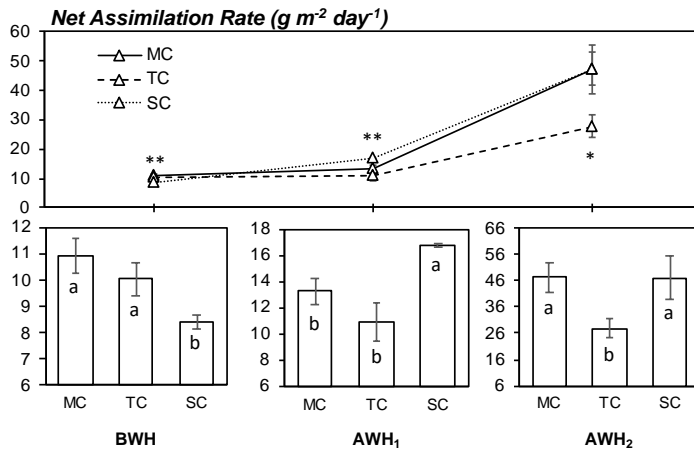 Net Assimilation Rate (g m⁻² day⁻¹)
60
50
40
30
20
10
0
MC
TC
SC
**
**
*
12
11
10
9
8
7
6
a
a
b
MC TC SC
BWH
18
16
14
12
10
8
6
b
b
a
MC TC SC
AWH₁
66
56
46
36
26
16
6
a
b
a
MC TC SC
AWH₂